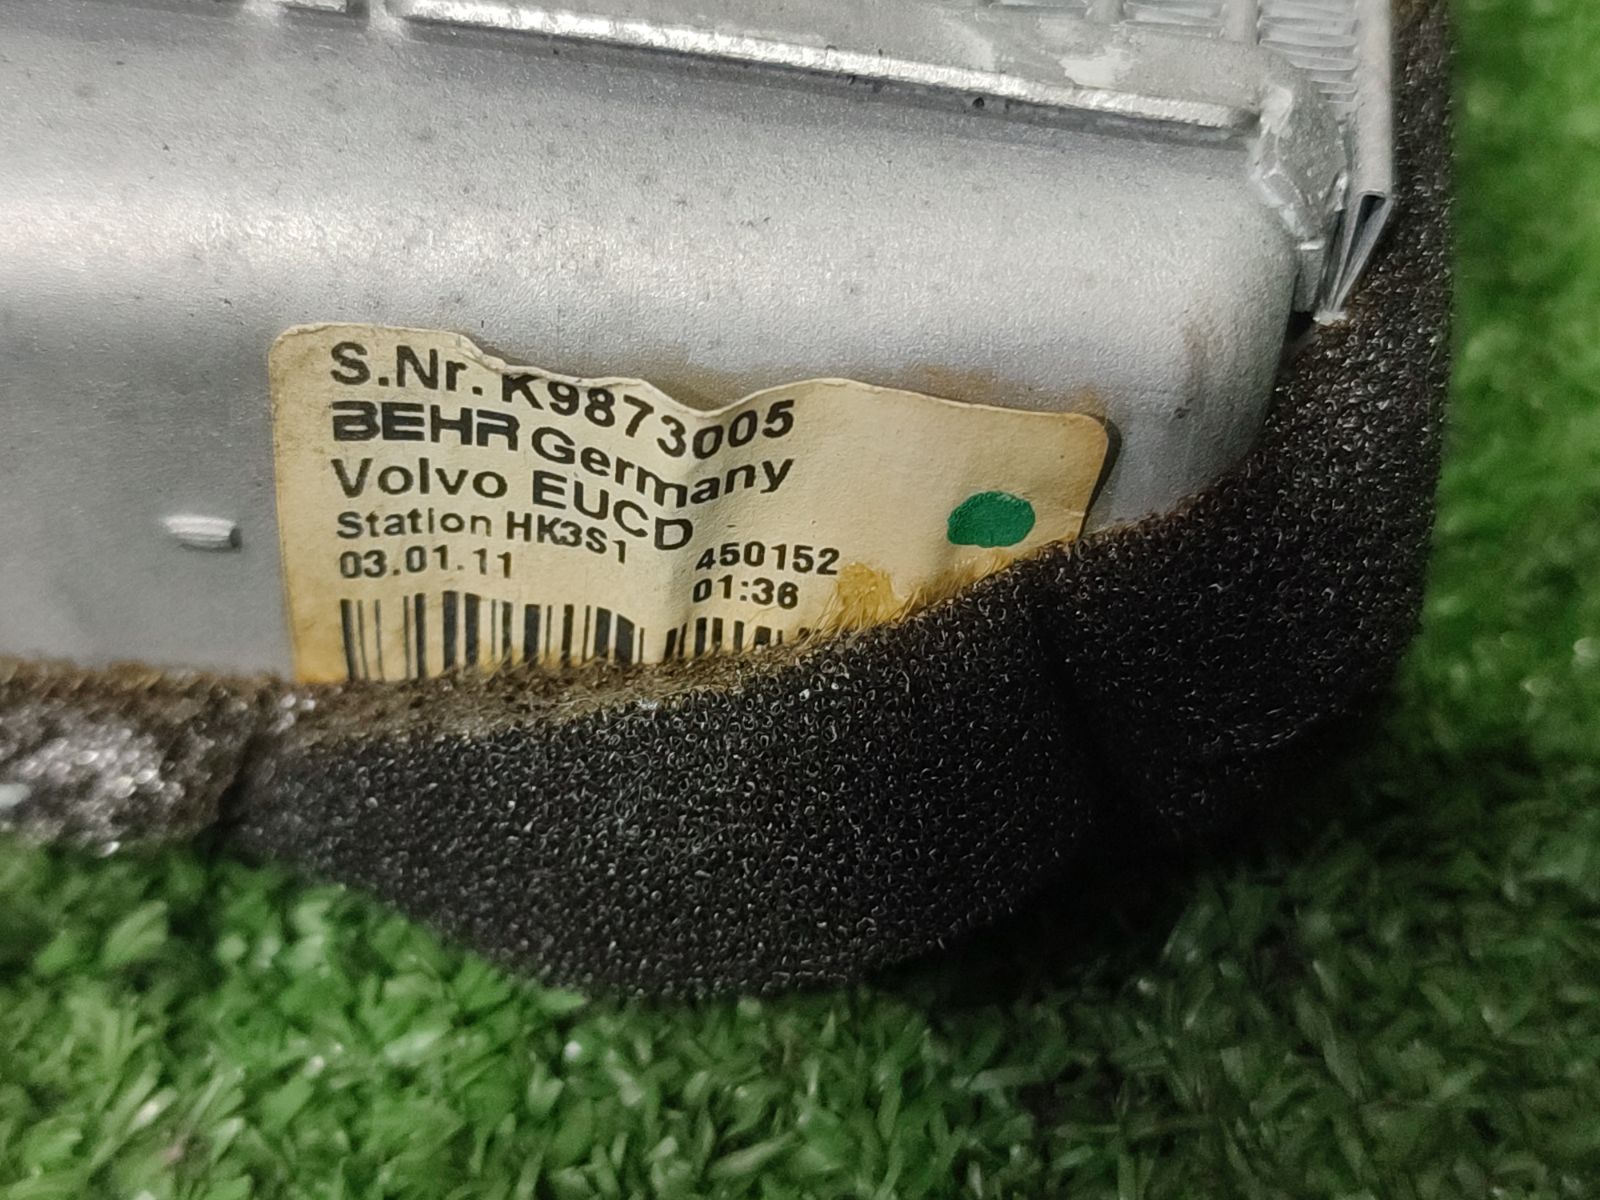 S.Nr. K9873005
BEHR Germany
Volvo EUCD
Station HK3S1 450152
03.01.11 01:36